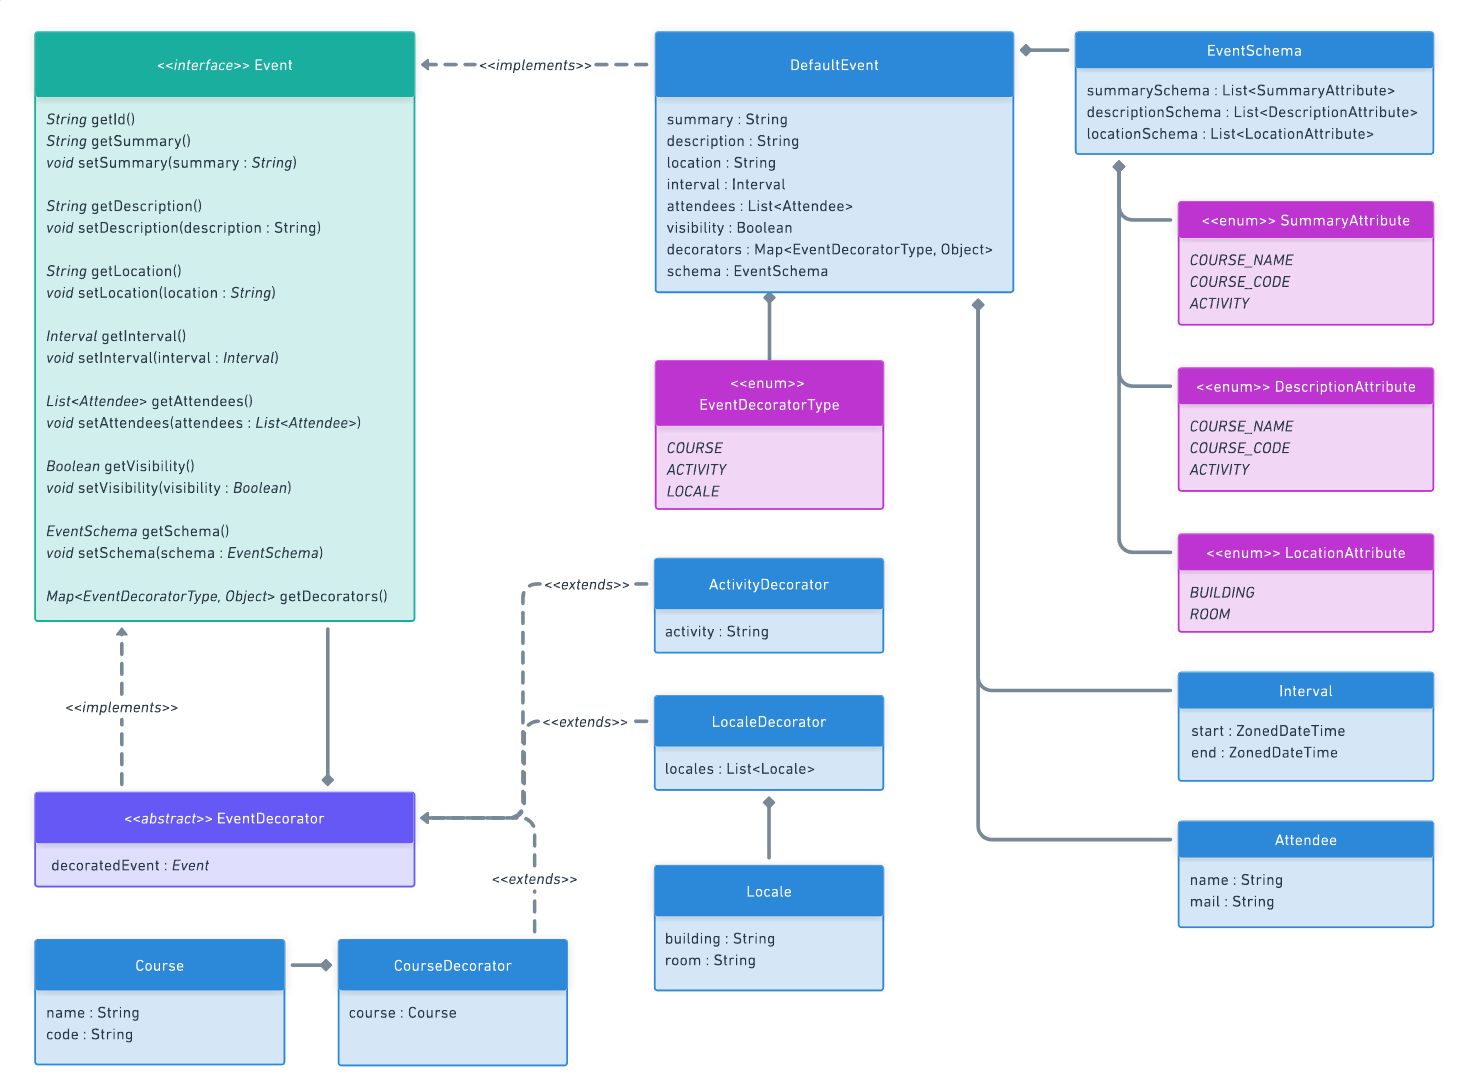 <<interface>> Event
String getId()
String getSummary()
void setSummary(summary : String)
String getDescription()
void setDescription(description : String)
String getLocation()
void setLocation(location : String)
Interval getInterval()
void setInterval(interval : Interval)
List<Attendee> getAttendees()
void setAttendees(attendees : List<Attendee>)
Boolean getVisibility()
void setVisibility(visibility : Boolean)
EventSchema getSchema()
void setSchema(schema : EventSchema)
Map<EventDecoratorType, Object> getDecorators()
<<implements>>
DefaultEvent
summary : String
description : String
location : String
interval : Interval
attendees : List<Attendee>
visibility : Boolean
decorators : Map<EventDecoratorType, Object>
schema : EventSchema
EventSchema
summarySchema : List<SummaryAttribute>
descriptionSchema : List<DescriptionAttribute>
locationSchema : List<LocationAttribute>
<<enum>> SummaryAttribute
COURSE_NAME
COURSE_CODE
ACTIVITY
<<enum>> DescriptionAttribute
COURSE_NAME
COURSE_CODE
ACTIVITY
<<enum>> LocationAttribute
BUILDING
ROOM
<<enum>>
EventDecoratorType
COURSE
ACTIVITY
LOCALE
<<extends>>
ActivityDecorator
activity : String
<<extends>>
LocaleDecorator
locales : List<Locale>
<<implements>>
<<abstract>> EventDecorator
decoratedEvent : Event
<<extends>>
Locale
building : String
room : String
Interval
start : ZonedDateTime
end : ZonedDateTime
Attendee
name : String
mail : String
Course
name : String
code : String
CourseDecorator
course : Course